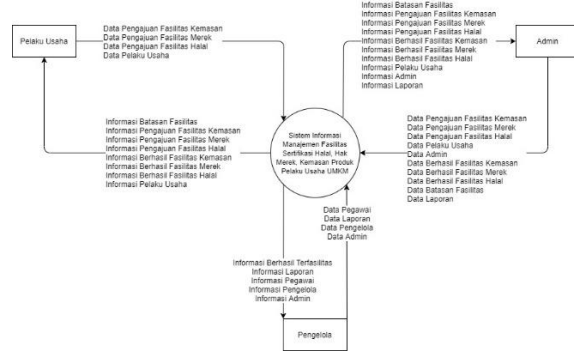 Pelaku Usaha
Data Pengajuan Fasilitas Kemasan
Data Pengajuan Fasilitas Merek
Data Pengajuan Fasilitas Halal
Data Pelaku Usaha
Informasi Batasan Fasilitas
Informasi Pengajuan Fasilitas Kemasan
Informasi Pengajuan Fasilitas Merek
Informasi Pengajuan Fasilitas Halal
Informasi Berhasil Fasilitas Kemasan
Informasi Berhasil Fasilitas Merek
Informasi Berhasil Fasilitas Halal
Informasi Pelaku Usaha
Informasi Admin
Informasi Laporan
Admin
Informasi Batasan Fasilitas
Informasi Pengajuan Fasilitas Kemasan
Informasi Pengajuan Fasilitas Merek
Informasi Pengajuan Fasilitas Halal
Informasi Berhasil Fasilitas Kemasan
Informasi Berhasil Fasilitas Merek
Informasi Berhasil Fasilitas Halal
Informasi Pelaku Usaha
Sistem Informasi
Manajemen Fasilitas
Sertifikasi Halal, Hak
Merek, Kemasan Produk
Pelaku Usaha UMKM
Data Pengajuan Fasilitas Kemasan
Data Pengajuan Fasilitas Merek
Data Pengajuan Fasilitas Halal
Data Pelaku Usaha
Data Admin
Data Berhasil Fasilitas Kemasan
Data Berhasil Fasilitas Merek
Data Berhasil Fasilitas Halal
Data Batasan Fasilitas
Data Laporan
Data Pegawai
Data Laporan
Data Pengelola
Data Admin
Informasi Berhasil Terfasilitas
Informasi Laporan
Informasi Pegawai
Informasi Pengelola
Informasi Admin
Pengelola